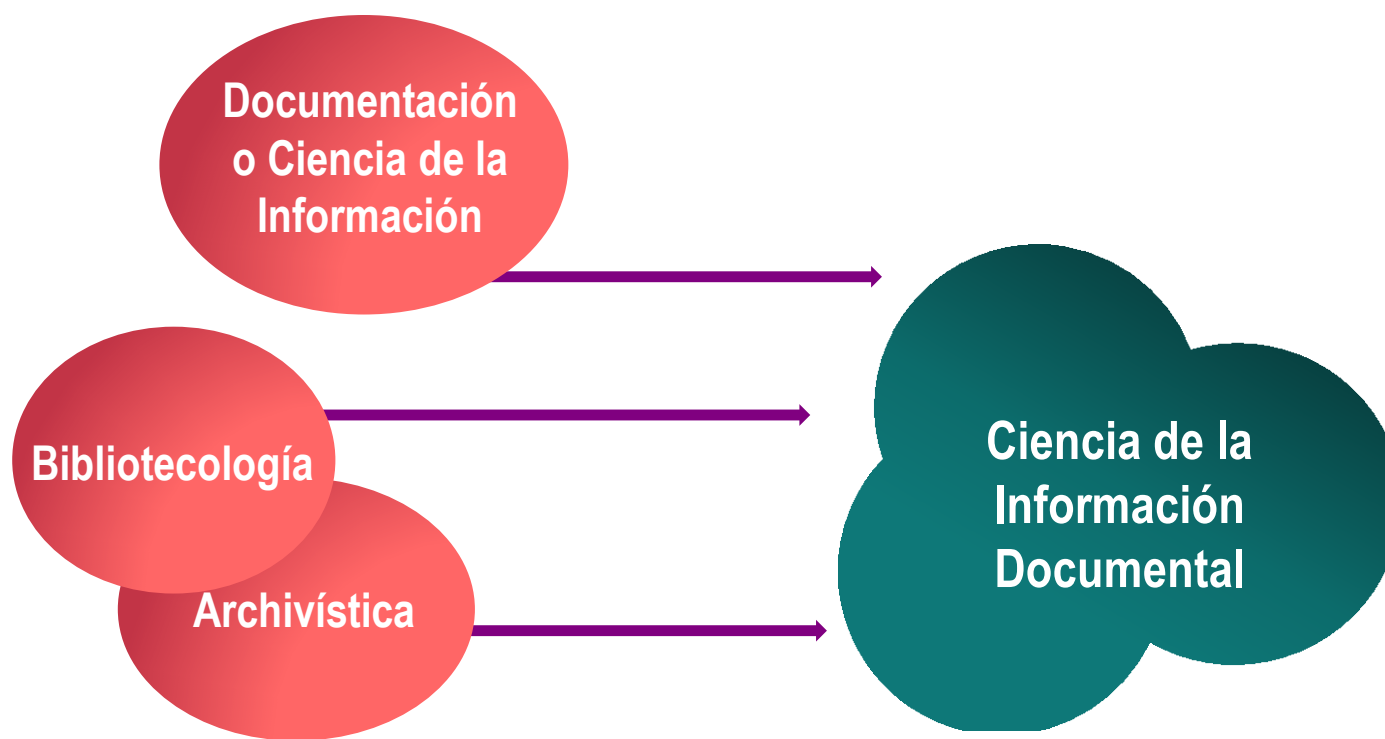 Documentación
o Ciencia de la
Información
Bibliotecología
Archivística
Ciencia de la
Información
Documental